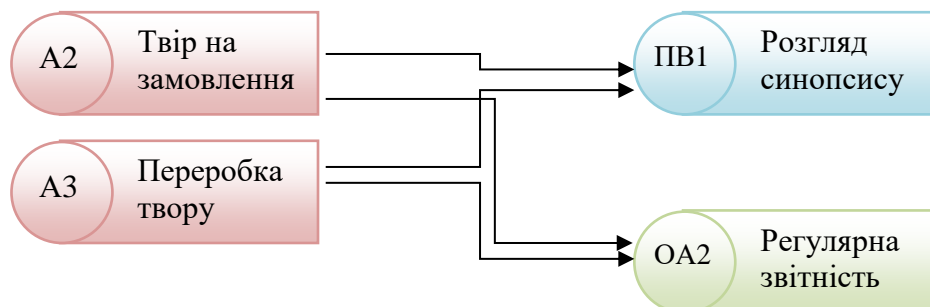 А2
Твір на
замовлення
ПВ1
Розгляд
синопсису
А3
Переробка
твору
ОА2
Регулярна
звітність